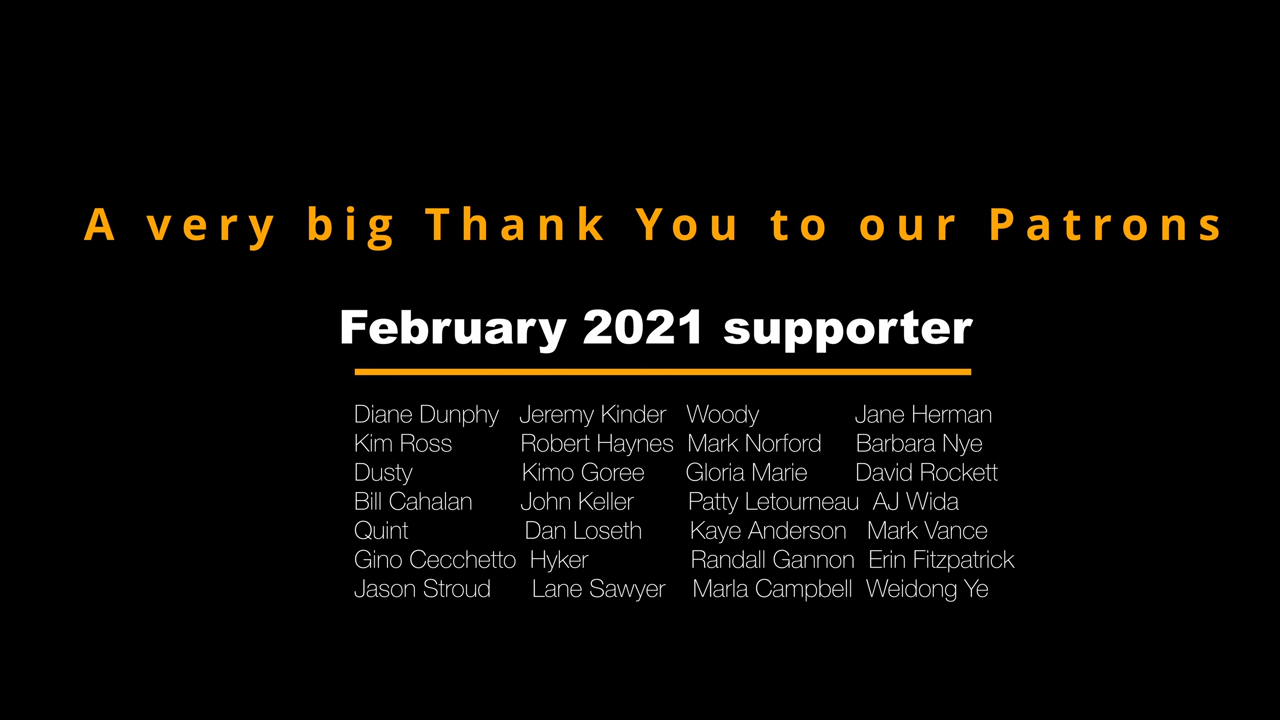 A very big Thank You to our Patrons
February 2021 supporter
Diane Dunphy Jeremy Kinder Woody Jane Herman
Kim Ross Robert Haynes Mark Norford Barbara Nye
Dusty Kimo Goree Gloria Marie David Rockett
Bill Cahalan John Keller Patty Letourneau AJ Wida
Quint Dan Loseth Kaye Anderson Mark Vance
Gino Cecchetto Hyker Randall Gannon Erin Fitzpatrick
Jason Stroud Lane Sawyer Marla Campbell Weidong Ye